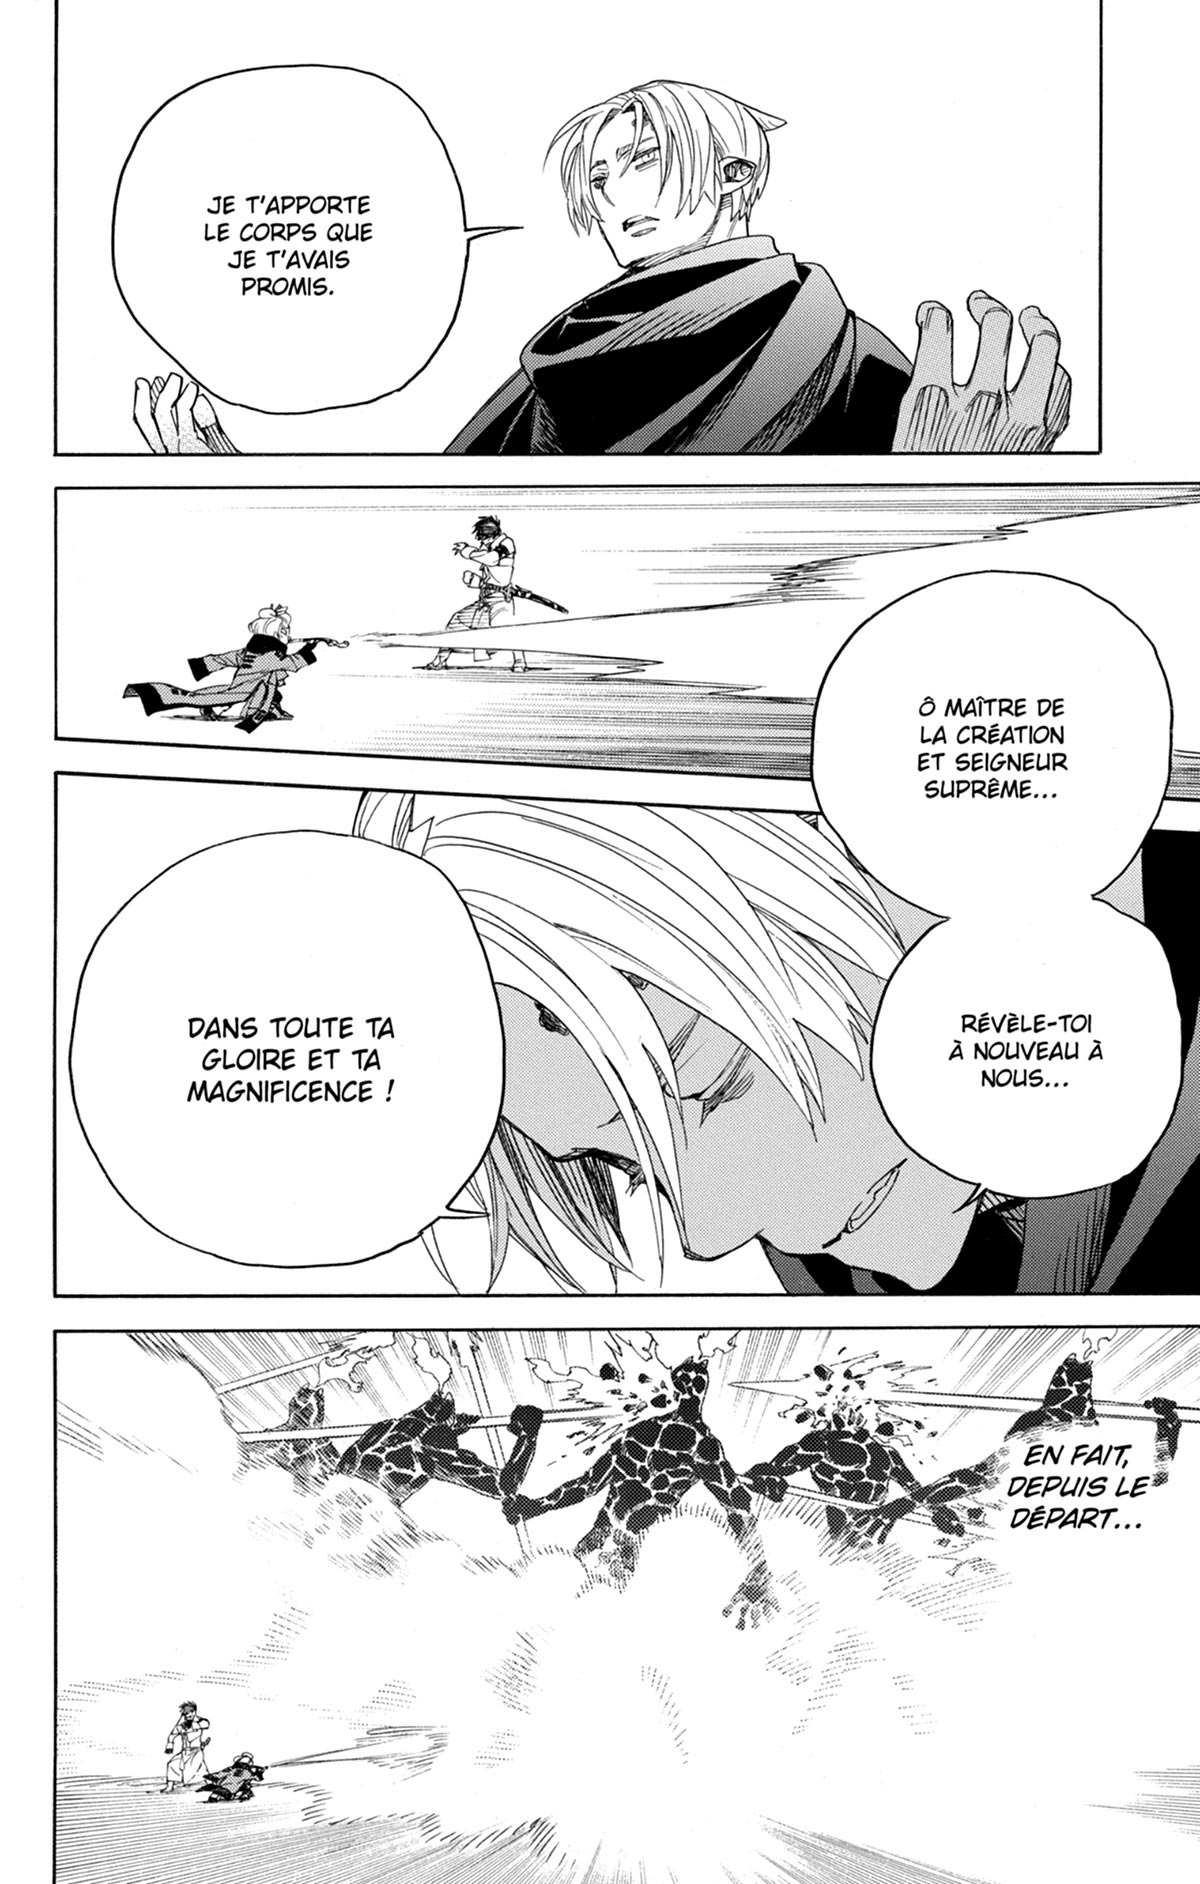 JE T'APPORTE
LE CORPS QUE
JE T'AVAIS
PROMIS.
Ô MAÎTRE DE
LA CRÉATION
ET SEIGNEUR
SUPRÊME...
RÉVÈLE-TOI
À NOUVEAU À
NOUS...
DANS TOUTE TA
GLOIRE ET TA
MAGNIFICENCE !
EN FAIT,
DEPUIS LE
DÉPART...